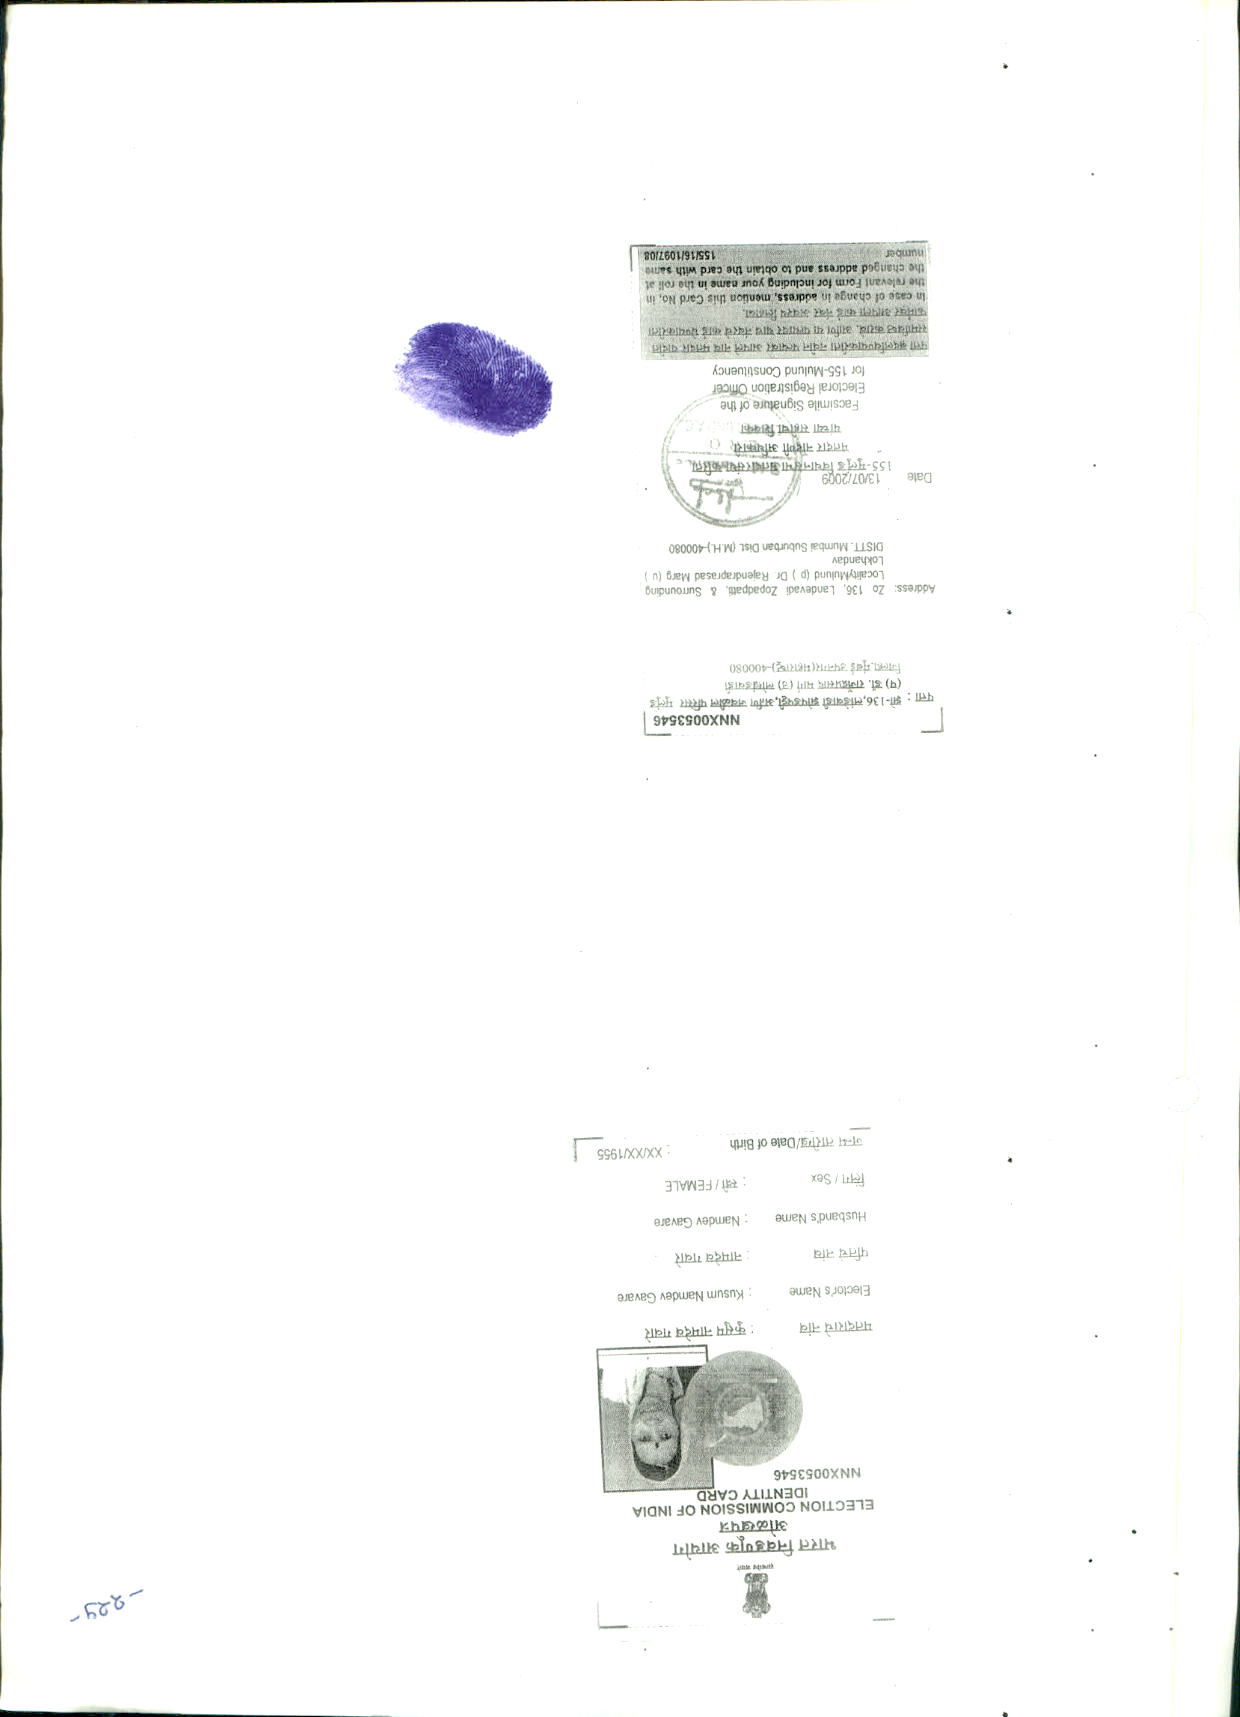 -229-
सत्यमेव जयते
भारत निवडणूक आयोग
ओळखपत्र
ELECTION COMMISSION OF INDIA
IDENTITY CARD
NNX0053546
मतदाराचे नांव : कुसुम नामदेव गवारे
Elector's Name : Kusum Namdev Gavare
पतिचे नांव : नामदेव गवारे
Husband's Name : Namdev Gavare
लिंग / Sex : स्त्री / FEMALE
जन्म तारीख/Date of Birth : XX/XX/1955
NNX0053546
पत्ता : झो-136,लांडेवाडी झोपडपट्टी,आणि जवळील परिसर मुलुंड
(प) डॉ. राजेंद्रप्रसाद मार्ग (उ) लोखंडवाडी
जिल्हा.मुंबई उपनगर(महाराष्ट्र)-400080
Address: Zo 136, Landevadi Zopadpatti, & Surrounding
LocalityMulund (p ) Dr. Rajendraprasad Marg (u )
Lokhandav
DISTT. Mumbai Suburban Dist. (M.H.)-400080
Date 13/07/2009
155-मुलुंड विधानसभा मतदारसंघा करिता
मतदार नोंदणी अधिकारी
यांच्या सहीचा शिक्का
Facsimile Signature of the
Electoral Registration Officer
for 155-Mulund Constituency
पत्ता बदलविण्याकरीता नवीन पत्यावर आपले नाव मतदार यादीत
समाविष्ठ करावे. आणि या पत्यावर याच नंबरचे कार्ड घेण्याकरीता
फार्मवर आपला कार्ड नंबर अवश्य लिहावा.
In case of change in address, mention this Card No, in
the relevant Form for including your name in the roll at
the changed address and to obtain the card with same
number 155/16/1097/08